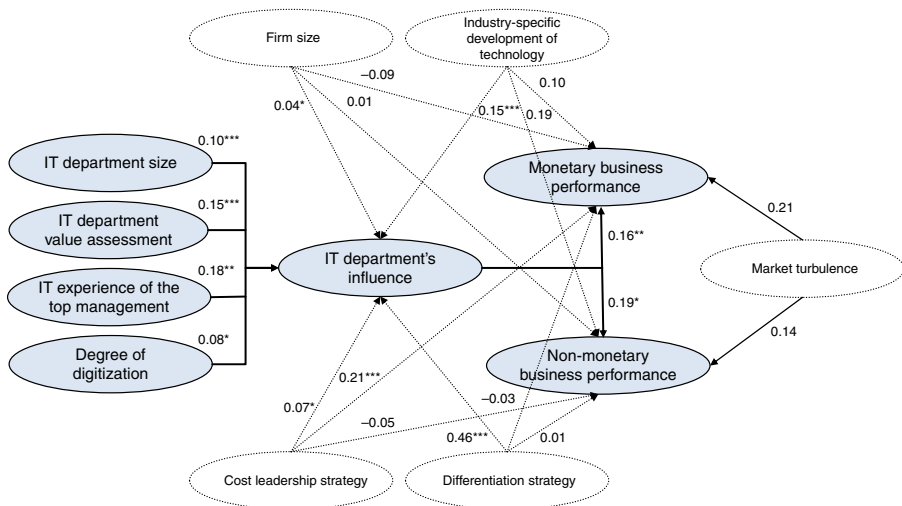 Firm size
Industry-specific
development of
technology
–0.09
0.10
0.04*
0.01
0.15***
0.19
0.10***
IT department size
Monetary business
performance
0.15***
IT department
value assessment
0.21
0.16**
0.18**
IT department's
influence
Market turbulence
IT experience of the
top management
0.19*
0.08*
0.14
Degree of
digitization
Non-monetary
business performance
0.21***
–0.03
0.07*
–0.05
0.46***
0.01
Cost leadership strategy
Differentiation strategy